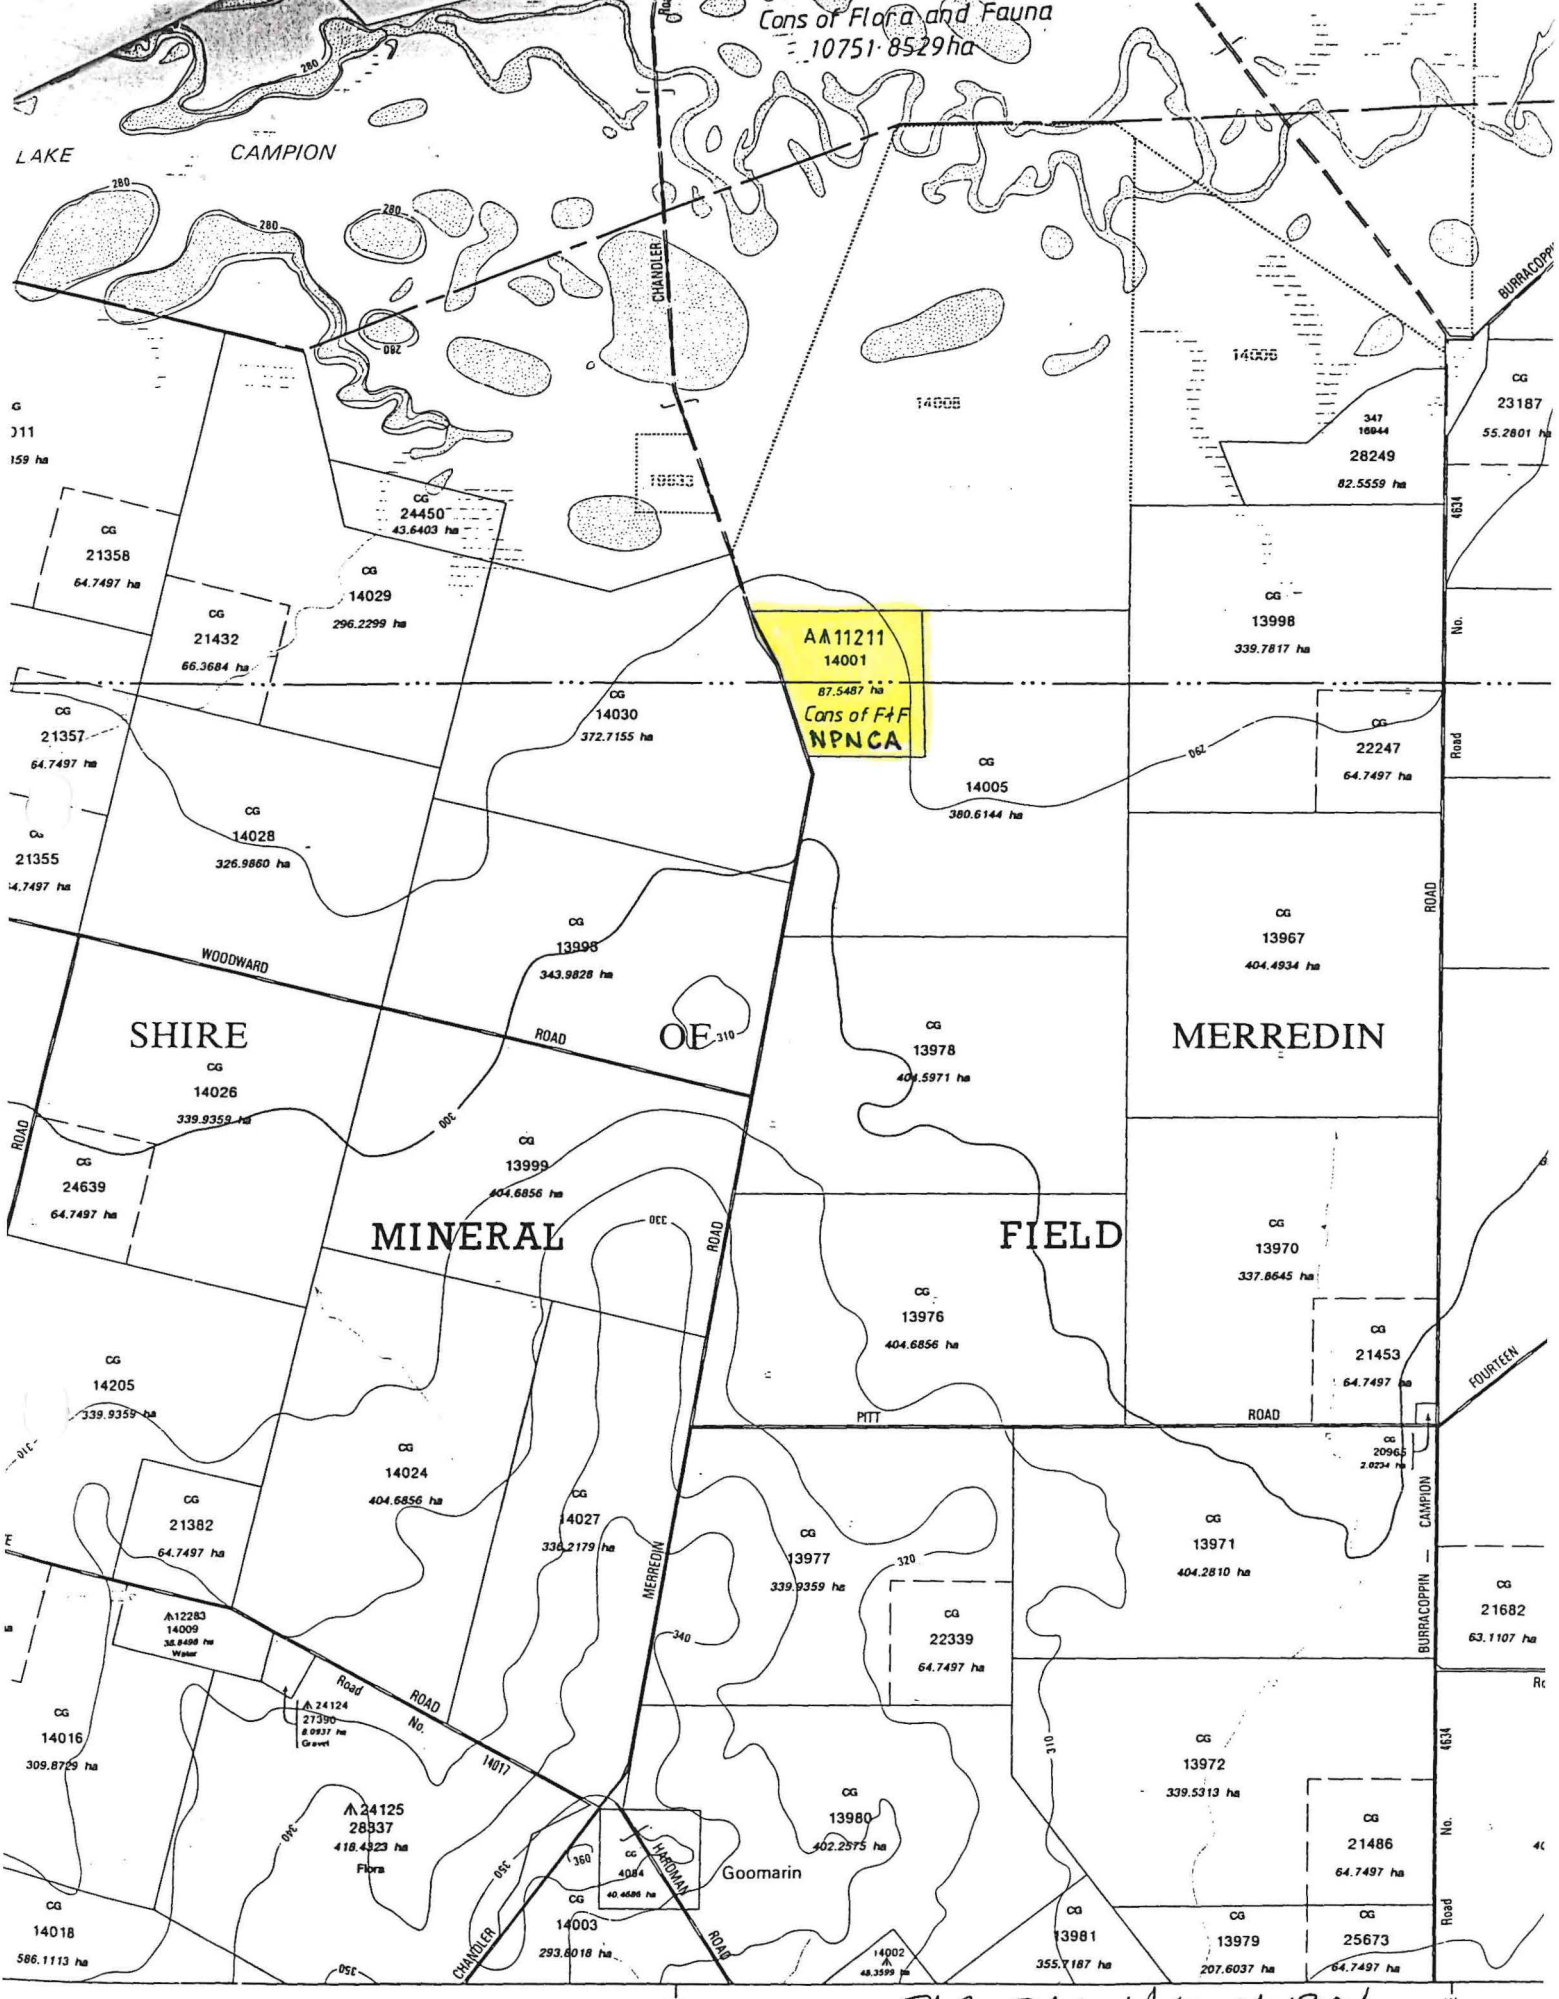 Cons of Flora and Fauna
10751·8529ha
280
LAKE CAMPION
280
280
280
280
CHANDLER
BURRACOPPIN
14008
14006
10633
CG
23187
55.2801 ha
347
16944
28249
82.5559 ha
CG
24450
43.6403 ha
CG
21358
64.7497 ha
CG
14029
296.2299 ha
CG
21432
66.3684 ha
CG
13998
339.7817 ha
4634
No.
Road
A 11211
14001
87.5487 ha
Cons of F+F
NPNCA
CG
14030
372.7155 ha
CG
21357
64.7497 ha
CG
22247
64.7497 ha
290
CG
14005
380.6144 ha
CG
14028
326.9860 ha
CG
21355
ROAD
CG
13967
404.4934 ha
CG
343.9828 ha
WOODWARD
ROAD
SHIRE OF MERREDIN
310
CG
13978
404.5971 ha
CG
14026
339.9359 ha
300
ROAD
CG
13999
404.6856 ha
CG
24639
64.7497 ha
MINERAL FIELD
330
ROAD
CG
13970
337.8645 ha
CG
13976
404.6856 ha
CG
21453
64.7497 ha
FOURTEEN
CG
14205
339.9359 ha
310
PITT ROAD
CG
20965
2.0234 ha
CG
14024
404.6856 ha
CG
21382
64.7497 ha
CG
14027
336.2179 ha
MERREDIN
CG
13977
339.9359 ha
320
CG
13971
404.2810 ha
CAMPION
BURRACOPPIN —
CG
22339
64.7497 ha
CG
21682
63.1107 ha
12283
14009
38.8498 ha
Water
340
Road No. 14017
ROAD
24124
27390
8.0937 ha
Gravel
CG
14016
309.8729 ha
310
CG
13972
339.5313 ha
4634
No.
Road
24125
28337
418.4323 ha
Flora
340
350
360
CG
4084
40.4686 ha
HARDMAN
ROAD
Goomarin
CG
13980
402.2575 ha
CG
21486
64.7497 ha
CG
14018
586.1113 ha
350
CHANDLER
CG
14003
293.8018 ha
14002
48.3599 ha
CG
13981
355.7187 ha
CG
13979
207.6037 ha
CG
25673
64.7497 ha